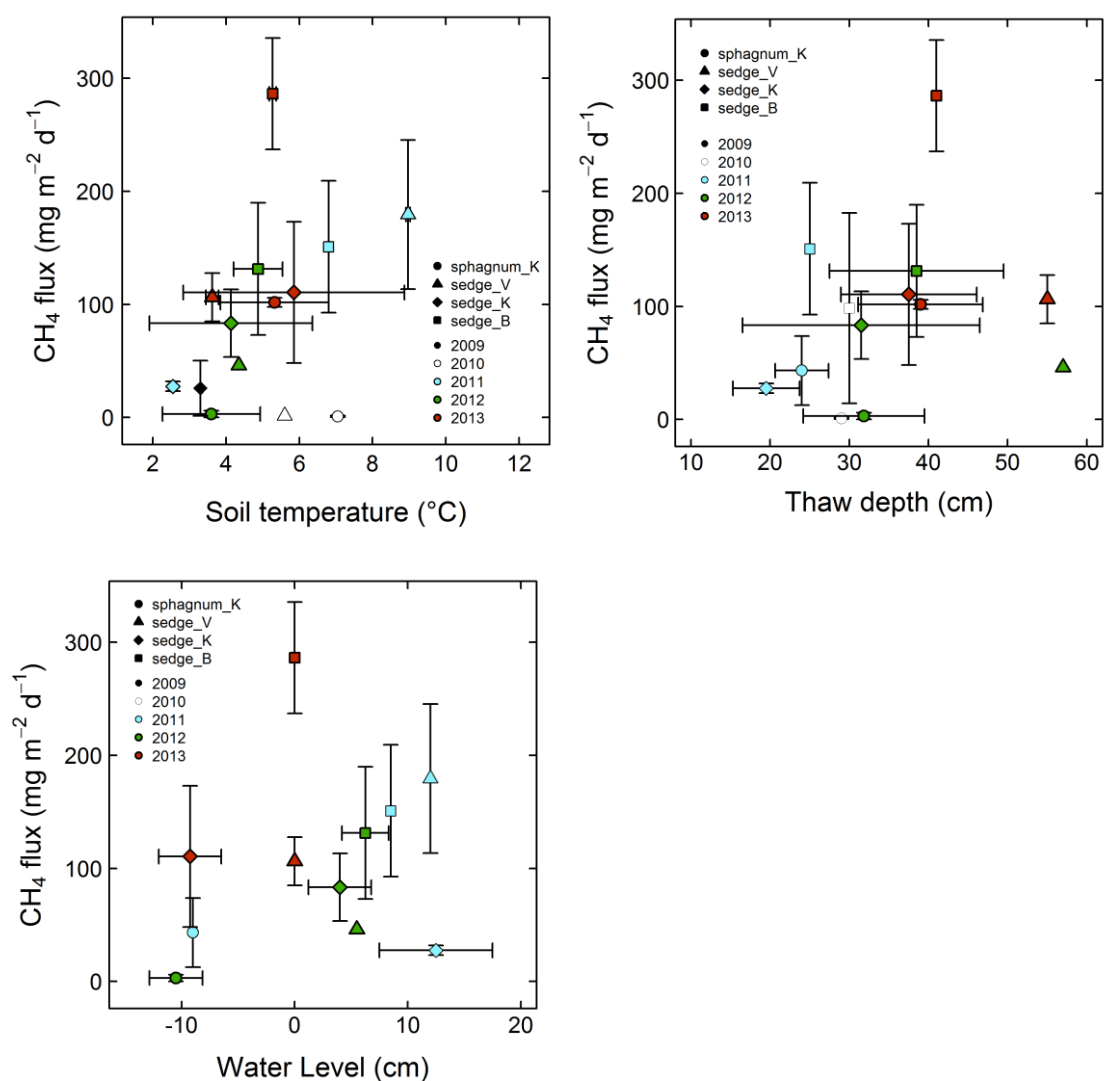 CH₄ flux (mg m⁻² d⁻¹)
300
200
100
0
sphagnum_K
sedge_V
sedge_K
sedge_B
2009
2010
2011
2012
2013
2 4 6 8 10 12
Soil temperature (°C)
CH₄ flux (mg m⁻² d⁻¹)
300
200
100
0
sphagnum_K
sedge_V
sedge_K
sedge_B
2009
2010
2011
2012
2013
10 20 30 40 50 60
Thaw depth (cm)
CH₄ flux (mg m⁻² d⁻¹)
300
200
100
0
sphagnum_K
sedge_V
sedge_K
sedge_B
2009
2010
2011
2012
2013
-10 0 10 20
Water Level (cm)